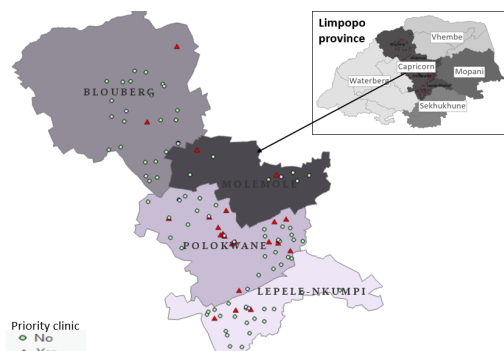 Limpopo
province
Vhembe
Capricorn
Mopani
Waterberg
Sekhukhune
BLOUBERG
MOLEMOLE
POLOKWANE
LEPELE-NKUMPI
Priority clinic
No